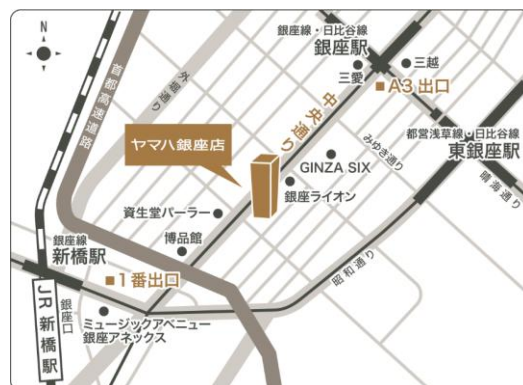 N
銀座線・日比谷線
銀座駅
三越
三愛
■A3出口
首都高速道路
外堀通り
中央通り
ヤマハ銀座店
都営浅草線・日比谷線
東銀座駅
みゆき通り
GINZA SIX
晴海通り
銀座ライオン
資生堂パーラー
博品館
銀座線
新橋駅
■1番出口
昭和通り
JR新橋駅
銀座口
ミュージックアベニュー
銀座アネックス